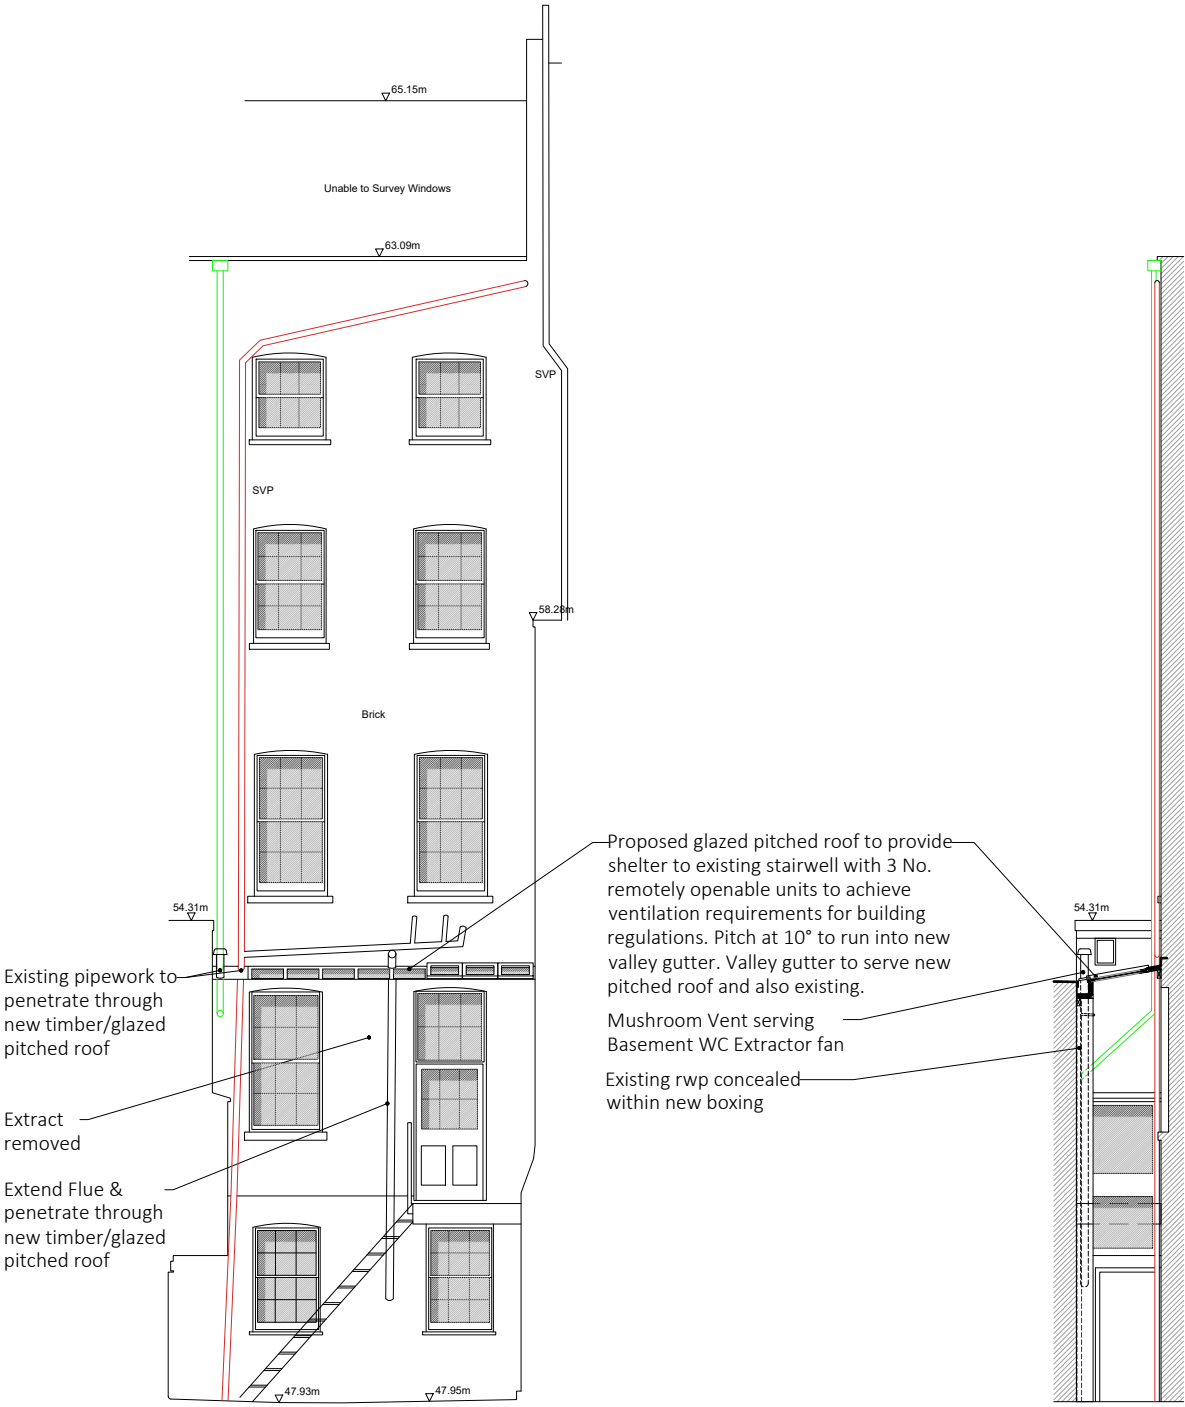 65.15m
Unable to Survey Windows
63.09m
SVP
SVP
58.28m
Brick
Proposed glazed pitched roof to provide
shelter to existing stairwell with 3 No.
remotely openable units to achieve
ventilation requirements for building
regulations. Pitch at 10° to run into new
valley gutter. Valley gutter to serve new
pitched roof and also existing.
54.31m
54.31m
Existing pipework to
penetrate through
new timber/glazed
pitched roof
Mushroom Vent serving
Basement WC Extractor fan
Existing rwp concealed
within new boxing
Extract
removed
Extend Flue &
penetrate through
new timber/glazed
pitched roof
47.93m
47.95m